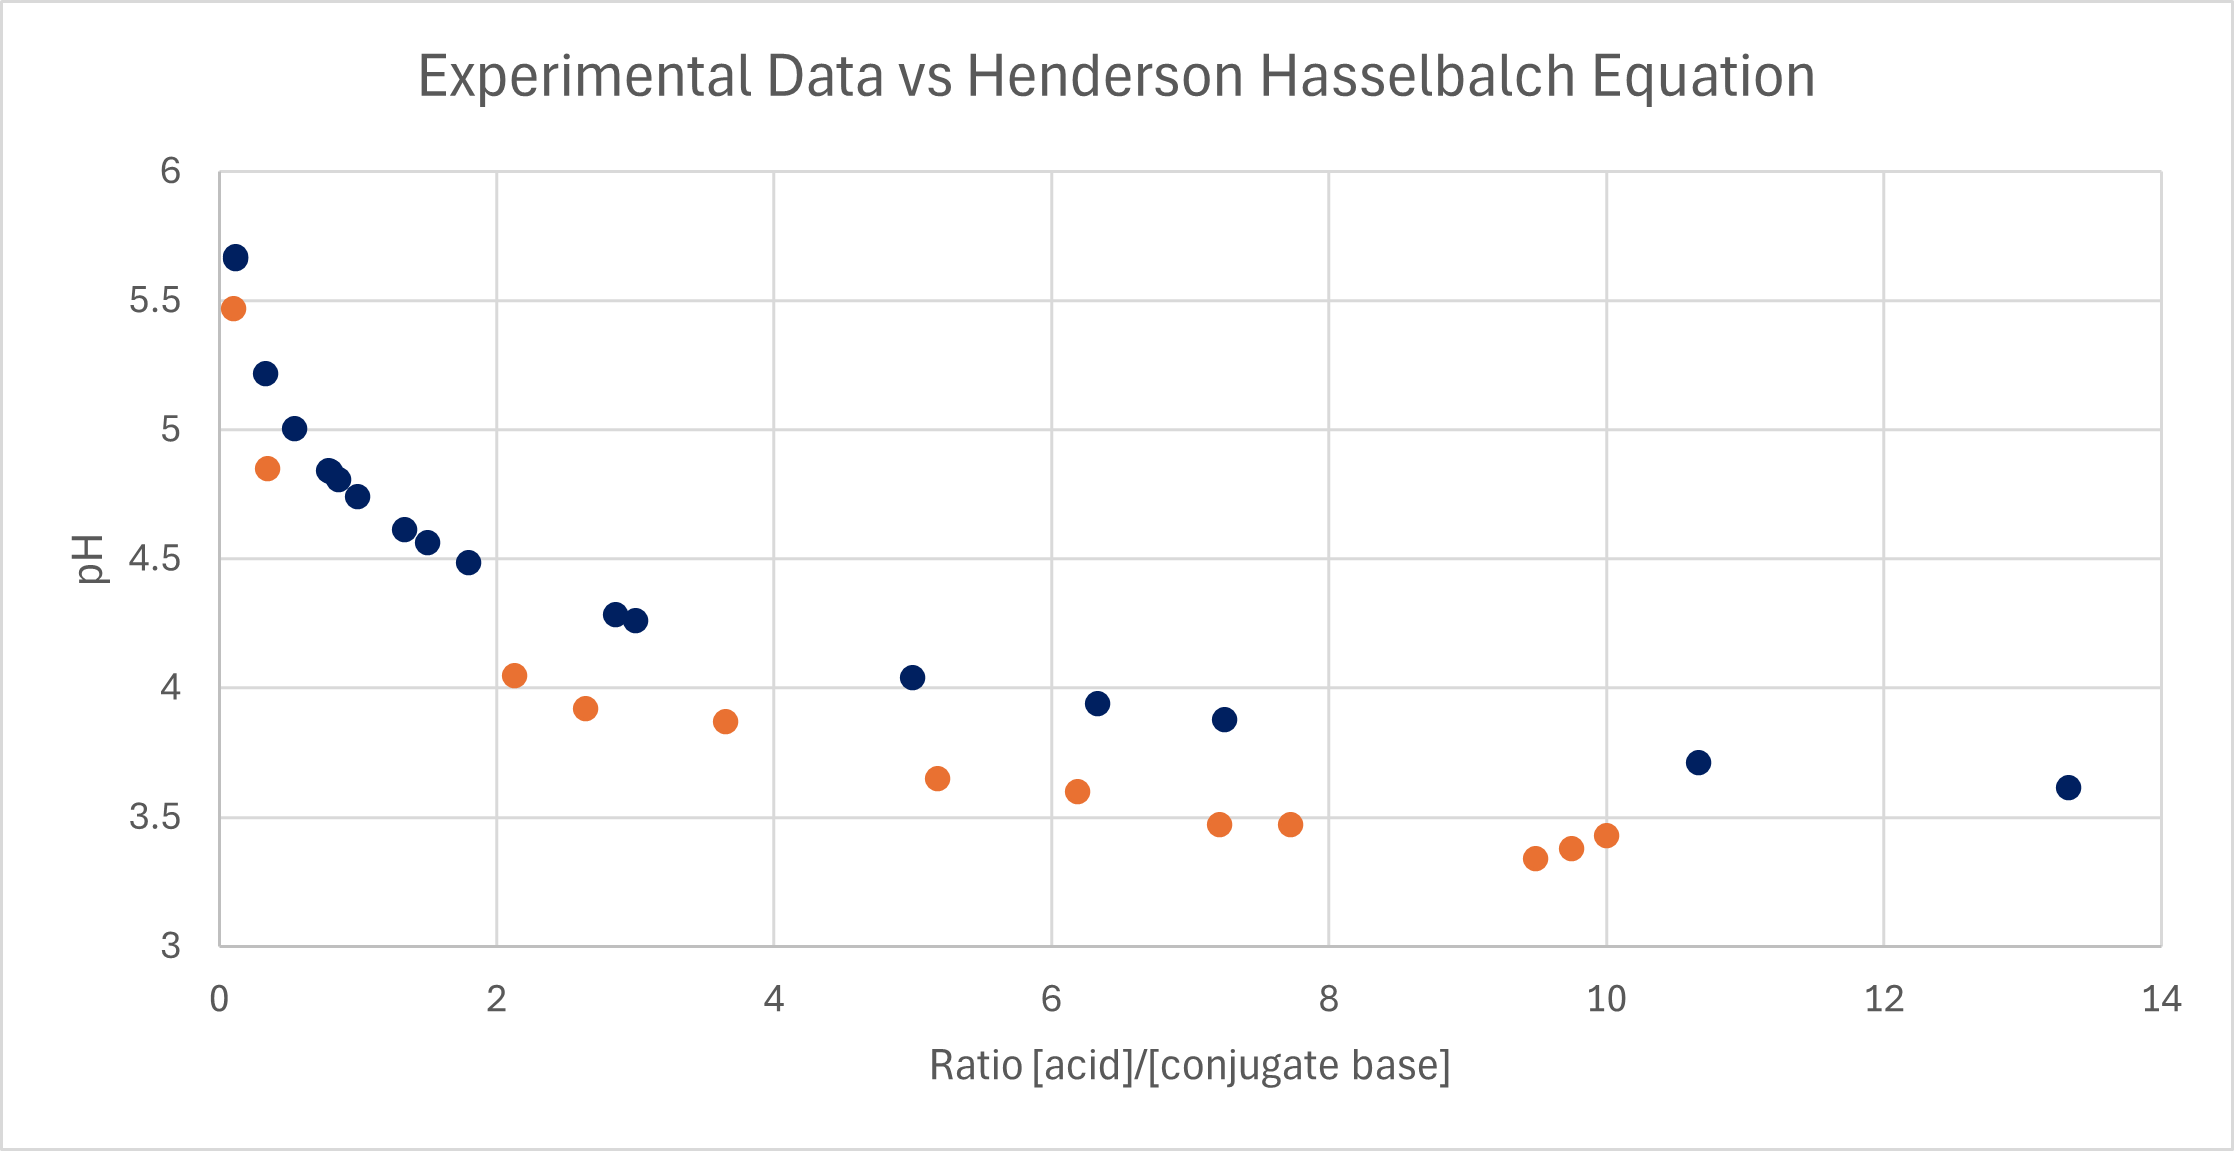 Experimental Data vs Henderson Hasselbalch Equation
6
5.5
5
4.5
4
3.5
3
pH
0 2 4 6 8 10 12 14
Ratio [acid]/[conjugate base]